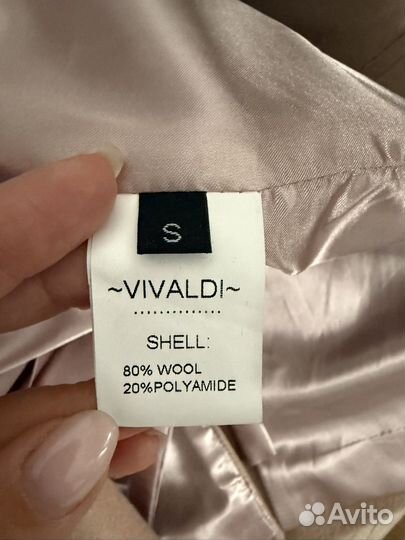 S
~VIVALDI~
SHELL:
80% WOOL
20%POLYAMIDE
Avito